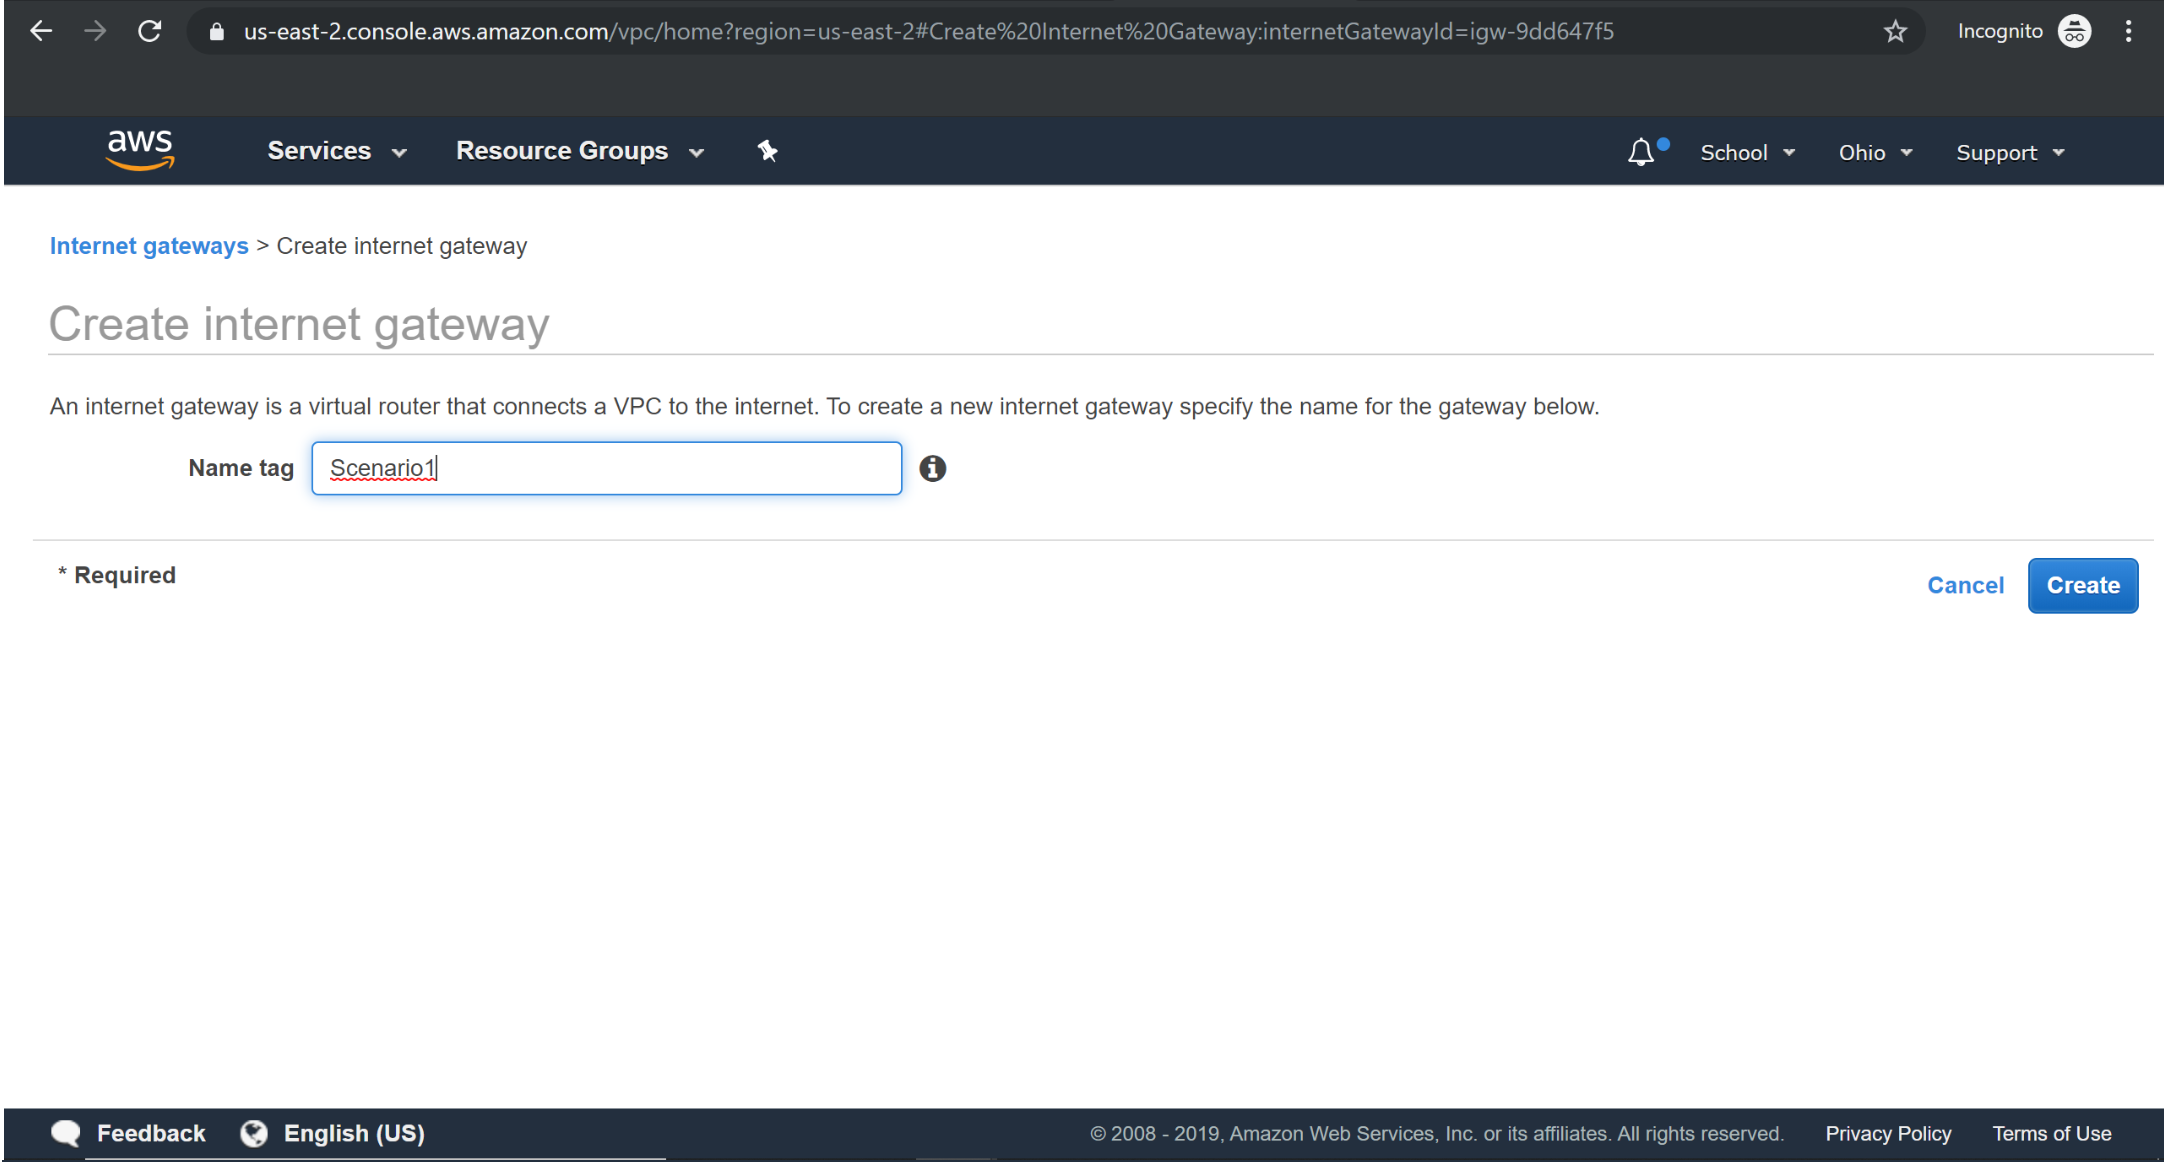 us-east-2.console.aws.amazon.com/vpc/home?region=us-east-2#Create%20Internet%20Gateway:internetGatewayId=igw-9dd647f5 Incognito
aws Services Resource Groups School Ohio Support
Internet gateways > Create internet gateway
Create internet gateway
An internet gateway is a virtual router that connects a VPC to the internet. To create a new internet gateway specify the name for the gateway below.
Name tag Scenario1
* Required
Cancel Create
Feedback English (US) © 2008 - 2019, Amazon Web Services, Inc. or its affiliates. All rights reserved. Privacy Policy Terms of Use